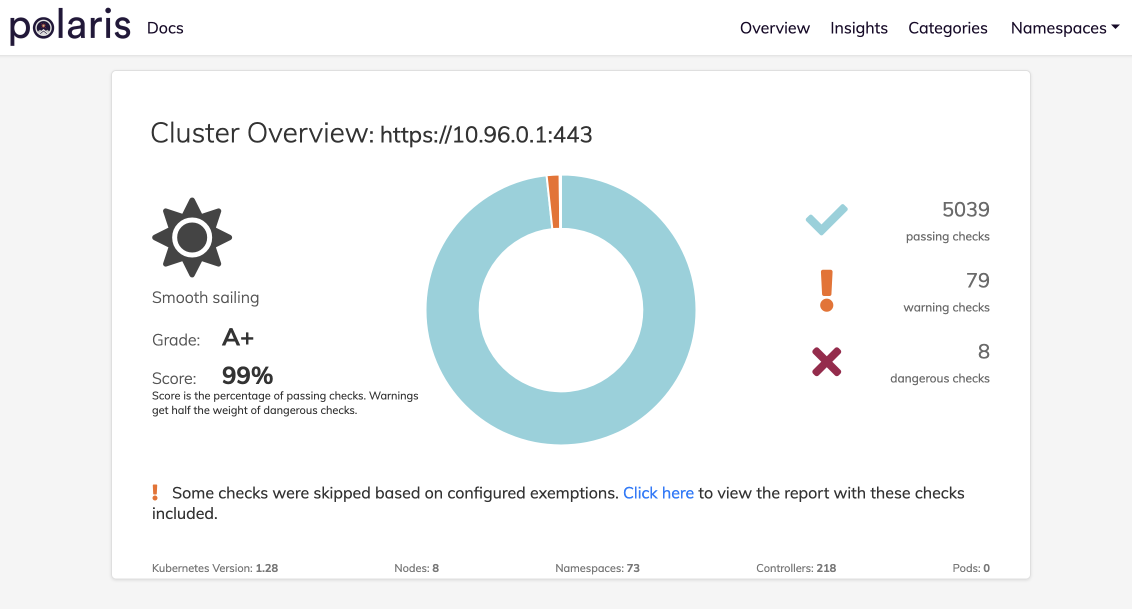 polaris Docs Overview Insights Categories Namespaces
Cluster Overview: https://10.96.0.1:443
Smooth sailing
Grade: A+
Score: 99%
Score is the percentage of passing checks. Warnings
get half the weight of dangerous checks.
5039
passing checks
79
warning checks
8
dangerous checks
Some checks were skipped based on configured exemptions. Click here to view the report with these checks
included.
Kubernetes Version: 1.28 Nodes: 8 Namespaces: 73 Controllers: 218 Pods: 0